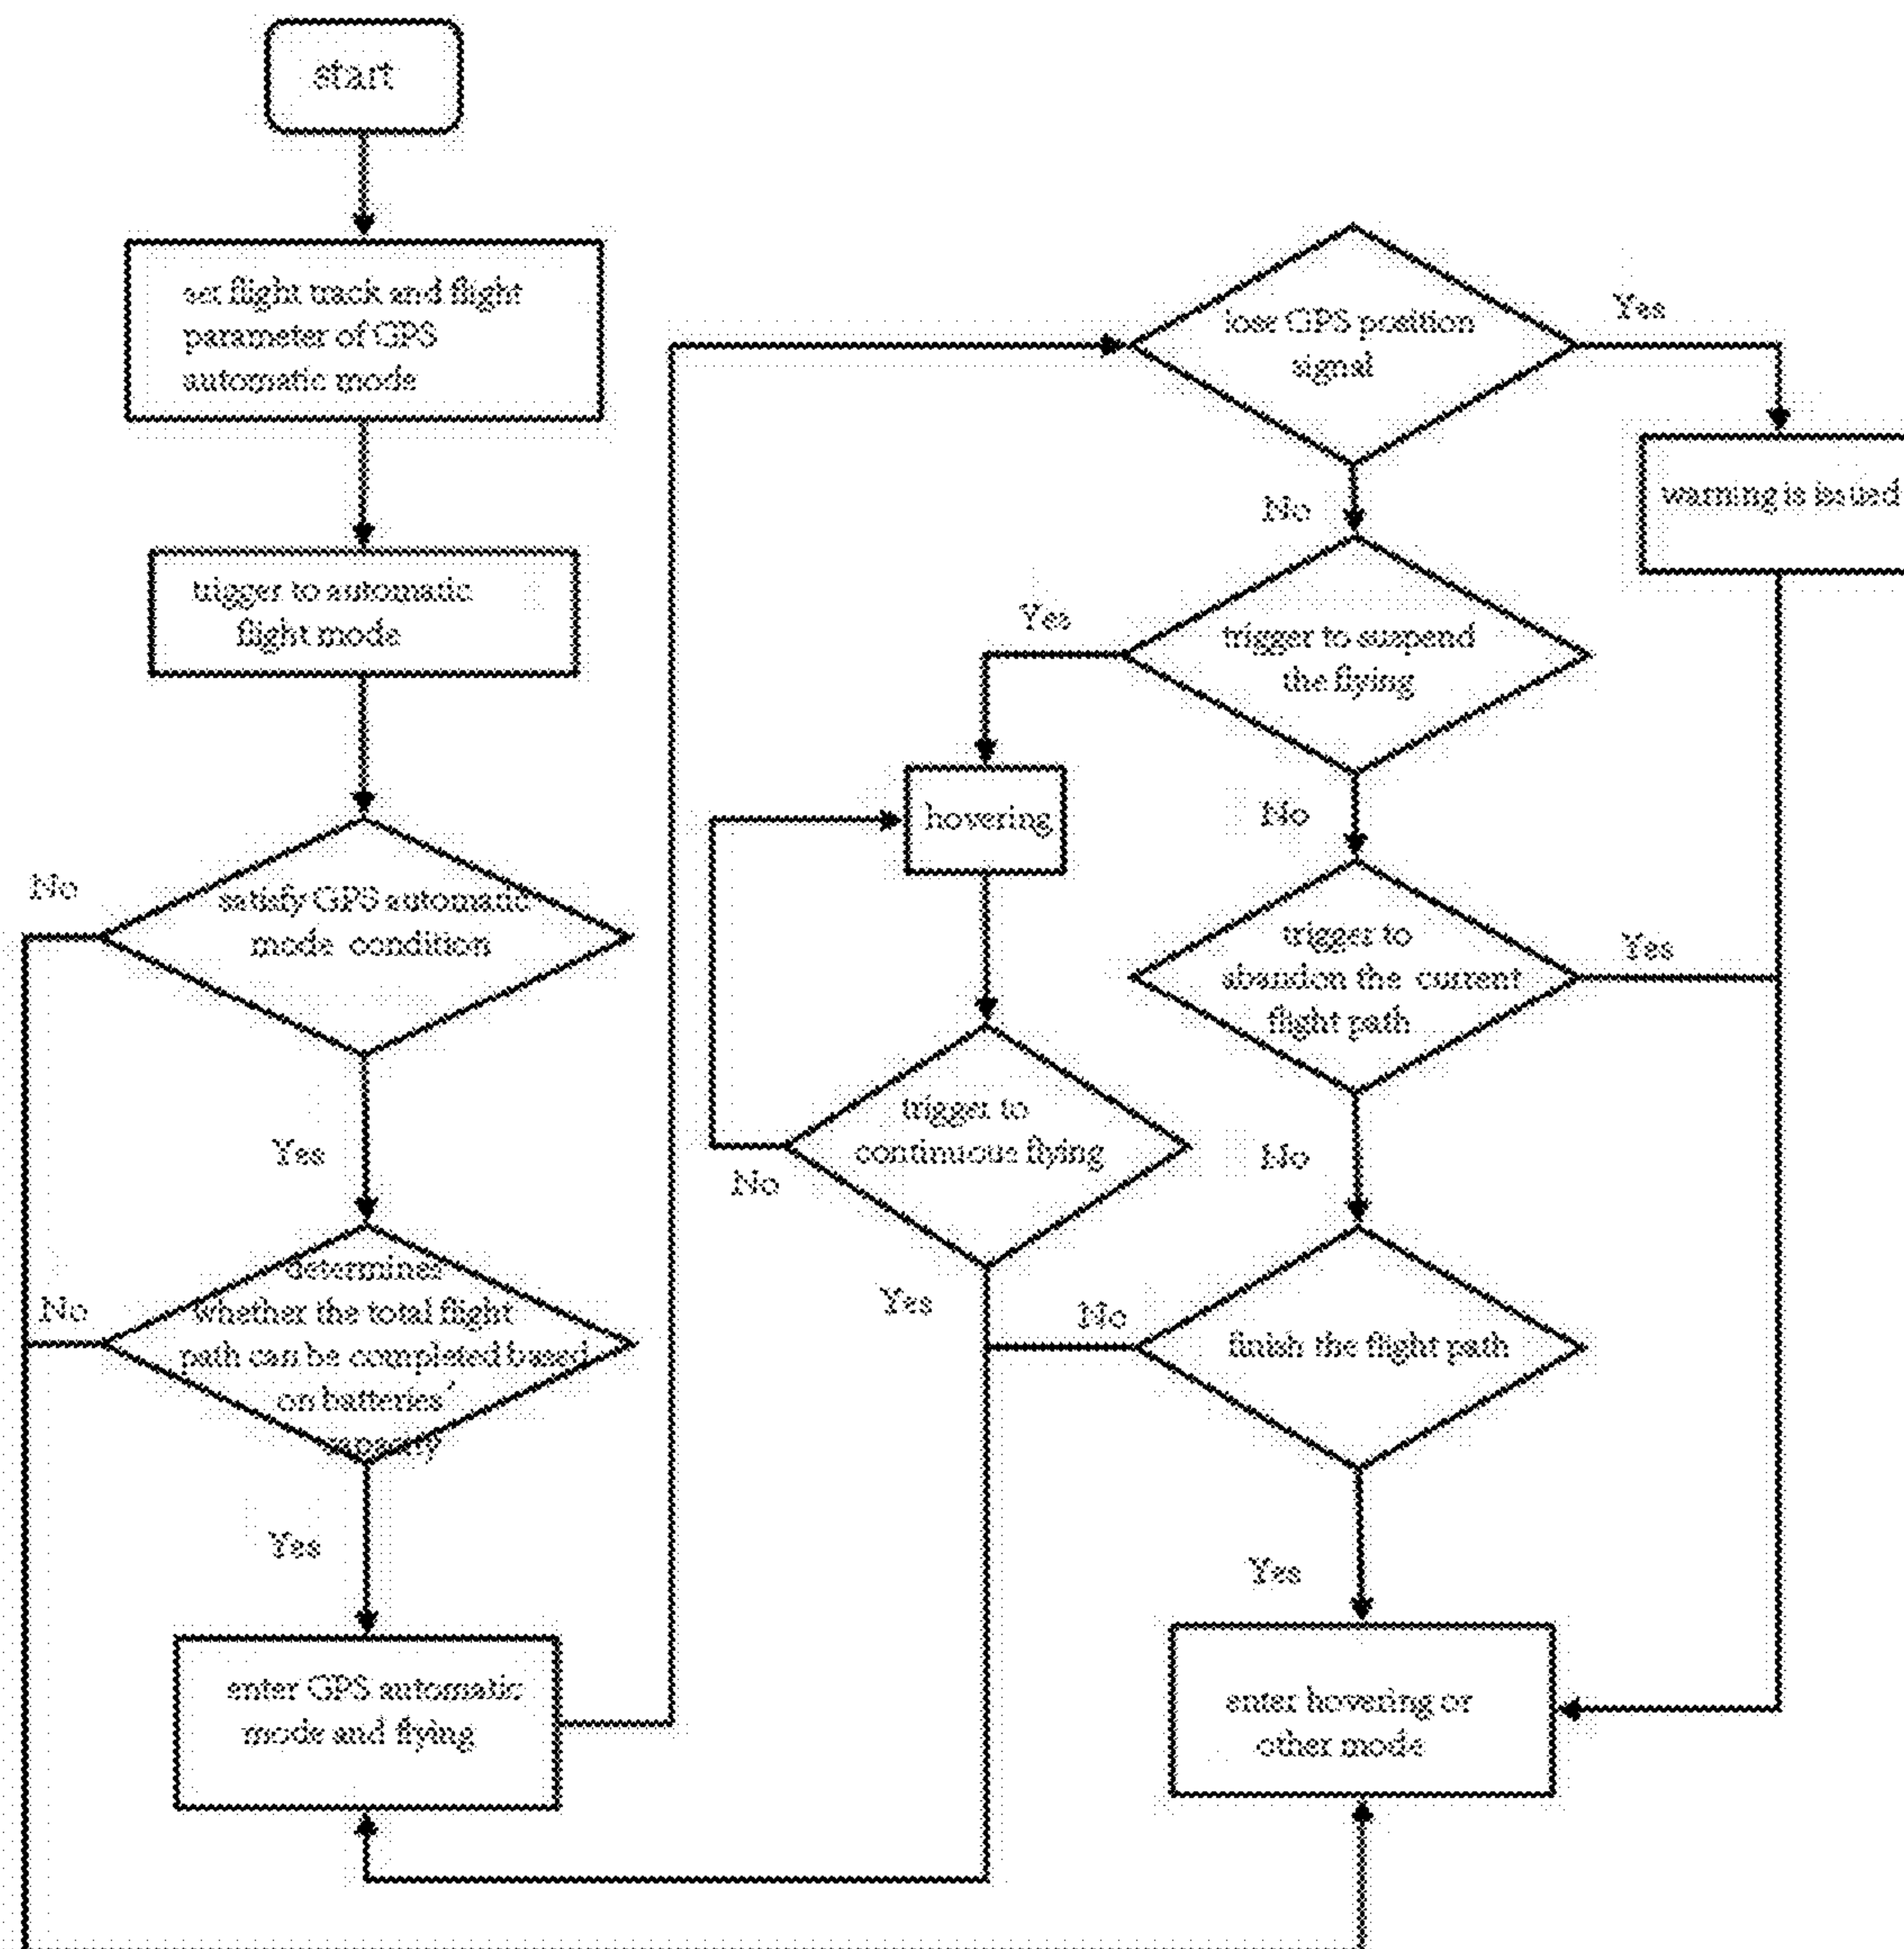 start
set flight track and flight
parameter of GPS
automatic mode
trigger to automatic
flight mode
satisfy GPS automatic
mode condition
No
Yes
determines
whether the total flight
path can be completed based
on batteries'
capacity
No
Yes
enter GPS automatic
mode and flying
lose GPS position
signal
Yes
warning is issued
No
trigger to suspend
the flying
Yes
hovering
No
trigger to
continuous flying
No
Yes
trigger to
abandon the current
flight path
Yes
No
finish the flight path
No
Yes
enter hovering or
other mode